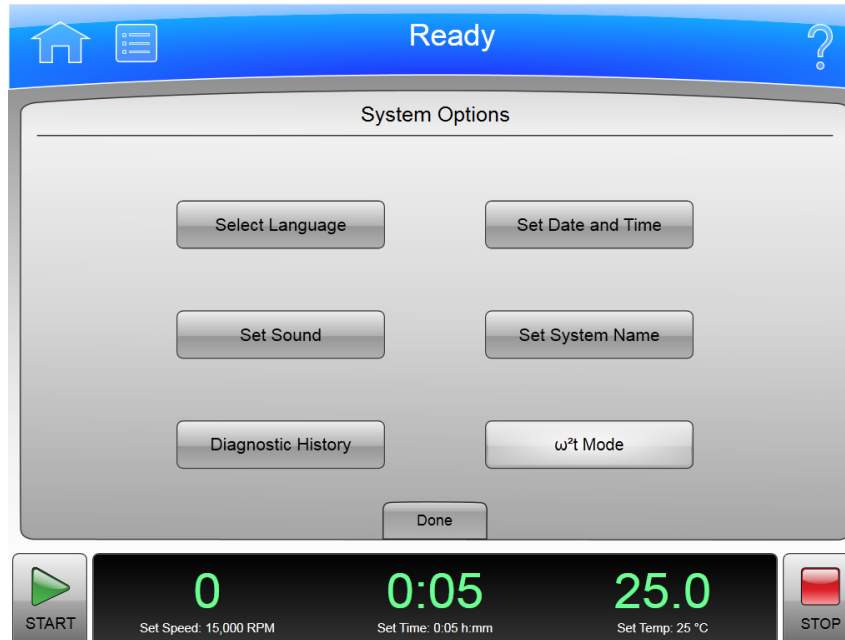 Ready
?
System Options
Select Language
Set Date and Time
Set Sound
Set System Name
Diagnostic History
ω²t Mode
Done
START
0
Set Speed: 15,000 RPM
0:05
Set Time: 0:05 h:mm
25.0
Set Temp: 25 °C
STOP